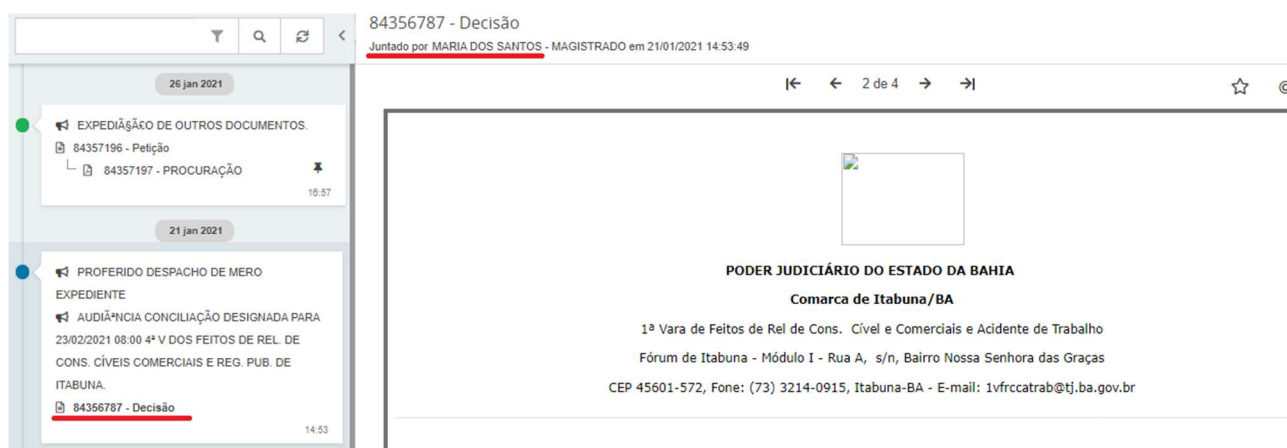 84356787 - Decisão
Juntado por MARIA DOS SANTOS - MAGISTRADO em 21/01/2021 14:53:49
2 de 4
26 jan 2021
EXPEDIÃ§Ã£O DE OUTROS DOCUMENTOS.
84357196 - Petição
84357197 - PROCURAÇÃO
16:57
21 jan 2021
PROFERIDO DESPACHO DE MERO
EXPEDIENTE
AUDIÃªNCIA CONCILIAÇÃO DESIGNADA PARA
23/02/2021 08:00 4ª V DOS FEITOS DE REL. DE
CONS. CÍVEIS COMERCIAIS E REG. PUB. DE
ITABUNA.
84356787 - Decisão
14:53
PODER JUDICIÁRIO DO ESTADO DA BAHIA
Comarca de Itabuna/BA
1ª Vara de Feitos de Rel de Cons. Cível e Comerciais e Acidente de Trabalho
Fórum de Itabuna - Módulo I - Rua A, s/n, Bairro Nossa Senhora das Graças
CEP 45601-572, Fone: (73) 3214-0915, Itabuna-BA - E-mail: 1vfrccatrab@tj.ba.gov.br